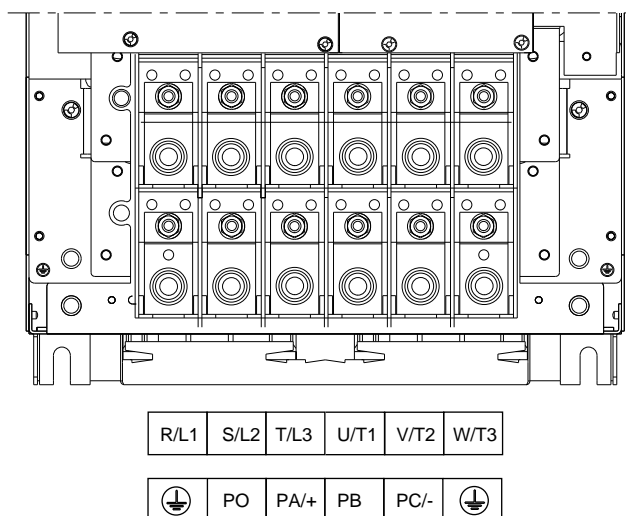 R/L1 S/L2 T/L3 U/T1 V/T2 W/T3
PO PA/+ PB PC/-